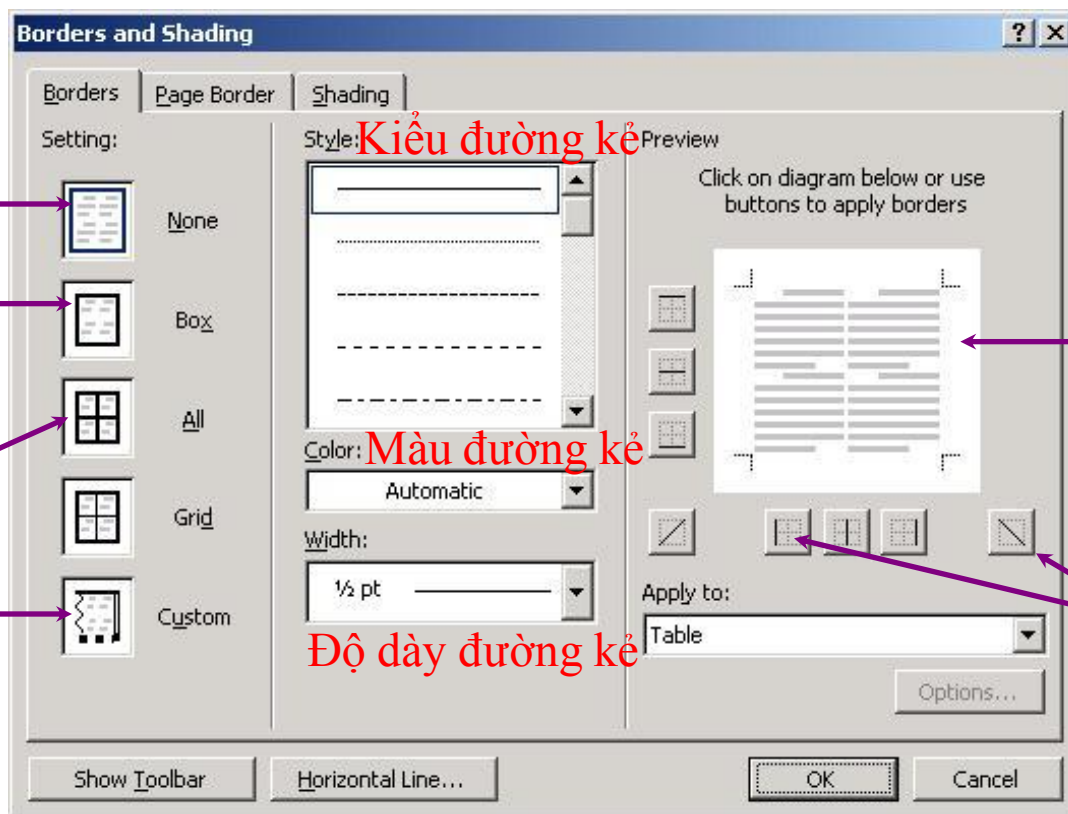 Borders and Shading
Borders Page Border Shading
Setting:
None
Box
All
Grid
Custom
Style: Kiểu đường kẻ
Color: Màu đường kẻ
Automatic
Width:
½ pt
Độ dày đường kẻ
Preview
Click on diagram below or use
buttons to apply borders
Apply to:
Table
Options...
Show Toolbar Horizontal Line... OK Cancel